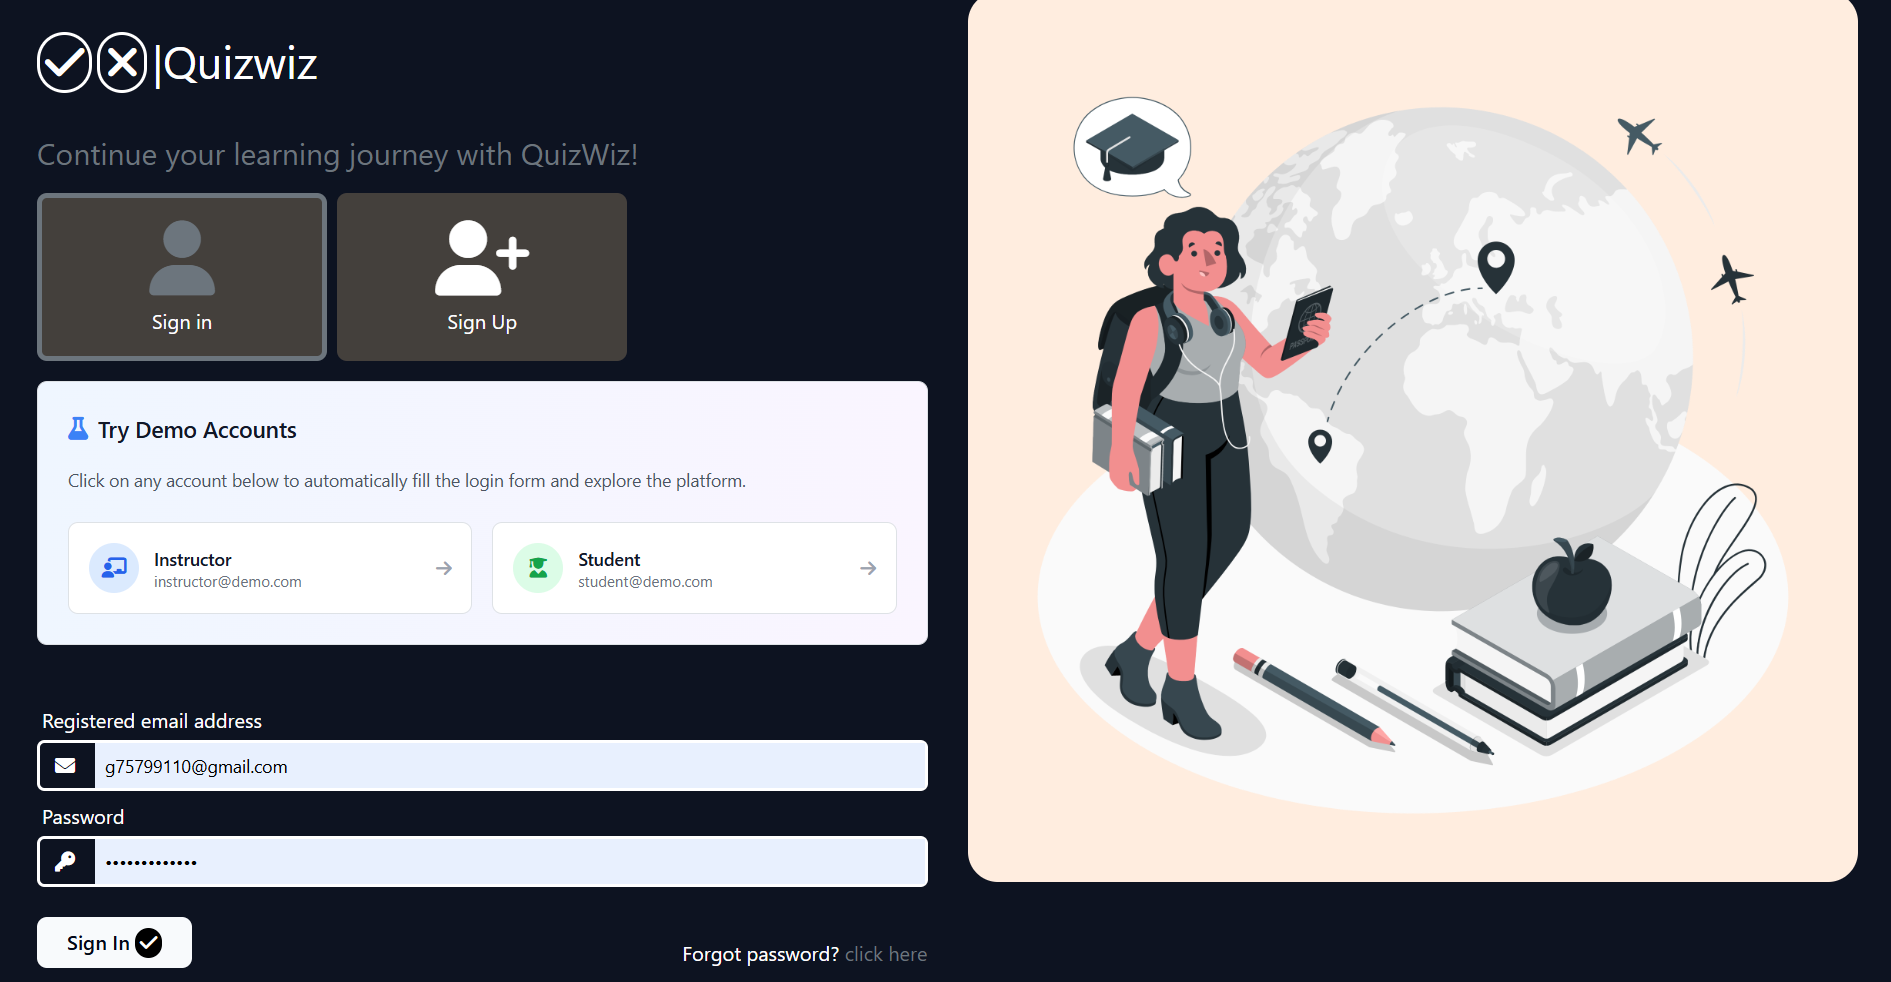 |Quizwiz
Continue your learning journey with QuizWiz!
Sign in
Sign Up
Try Demo Accounts
Click on any account below to automatically fill the login form and explore the platform.
Instructor
instructor@demo.com
Student
student@demo.com
Registered email address
g75799110@gmail.com
Password
•••••••••••••
Sign In
Forgot password? click here